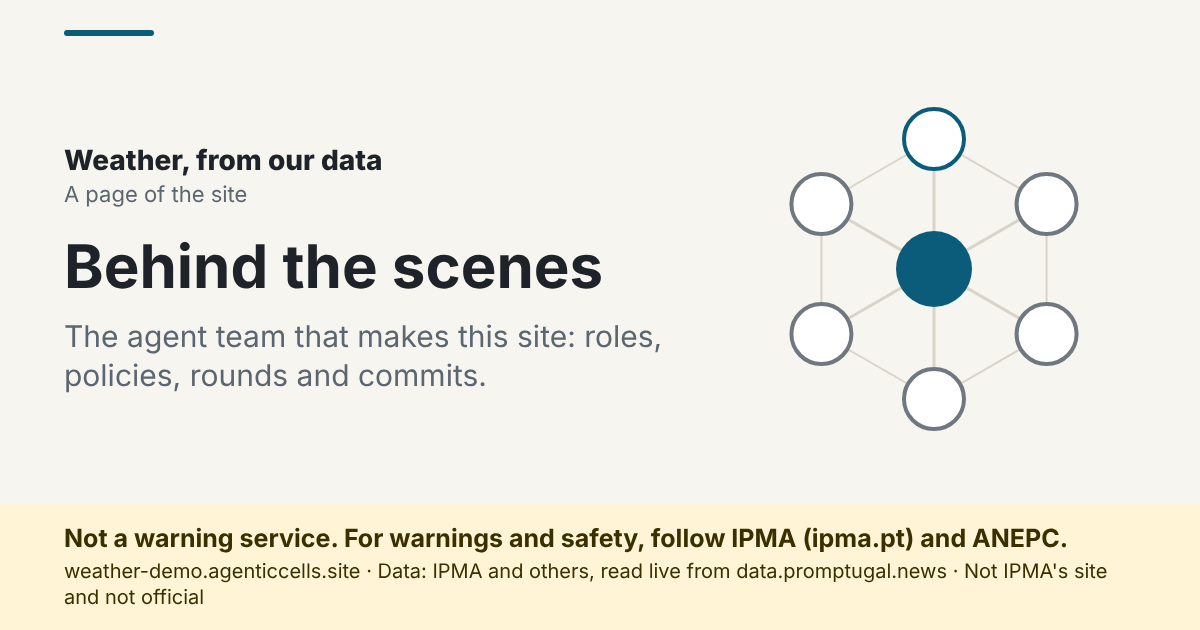 Weather, from our data
A page of the site
Behind the scenes
The agent team that makes this site: roles,
policies, rounds and commits.
Not a warning service. For warnings and safety, follow IPMA (ipma.pt) and ANEPC.
weather-demo.agenticcells.site · Data: IPMA and others, read live from data.promptugal.news · Not IPMA's site
and not official